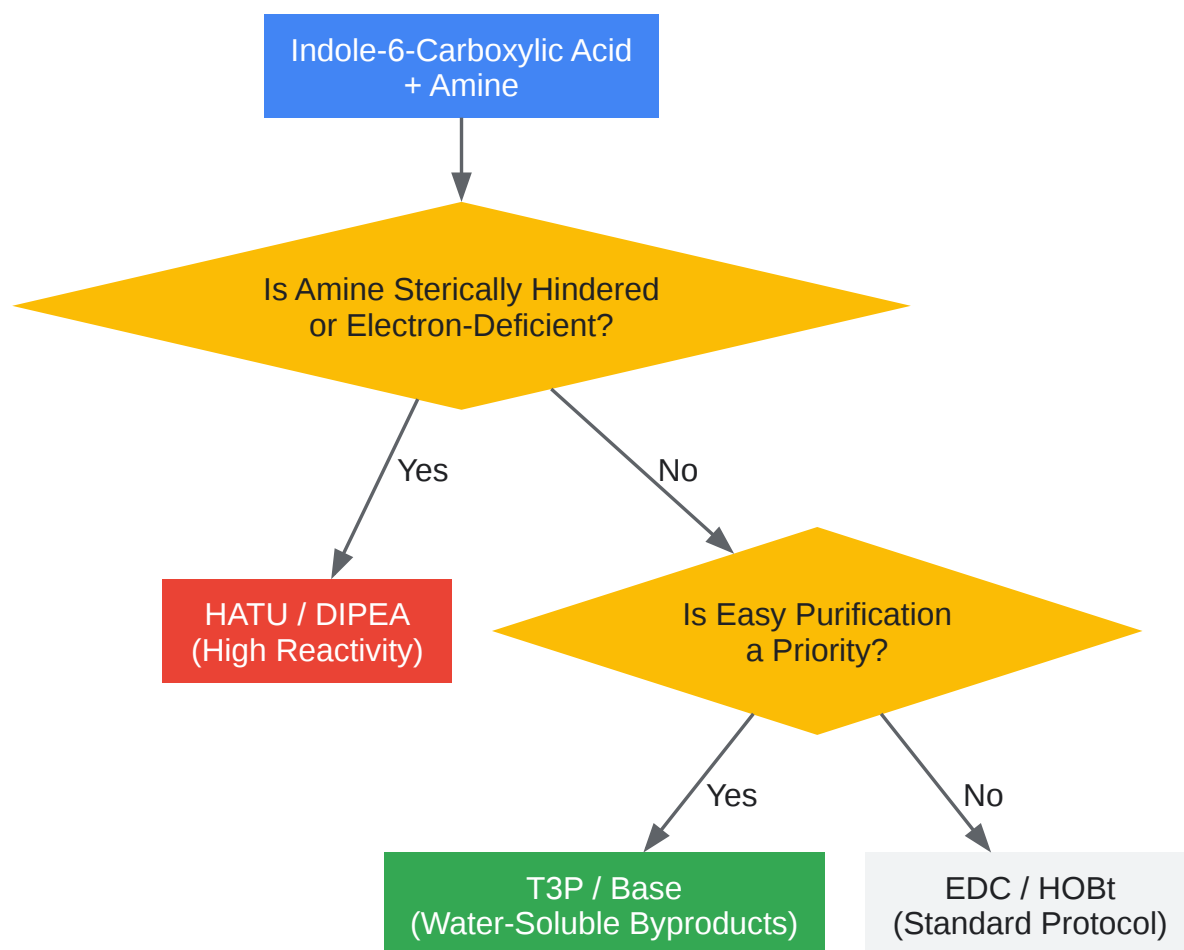 Indole-6-Carboxylic Acid
+ Amine
Is Amine Sterically Hindered
or Electron-Deficient?
Yes
No
HATU / DIPEA
(High Reactivity)
Is Easy Purification
a Priority?
Yes
No
T3P / Base
(Water-Soluble Byproducts)
EDC / HOBt
(Standard Protocol)